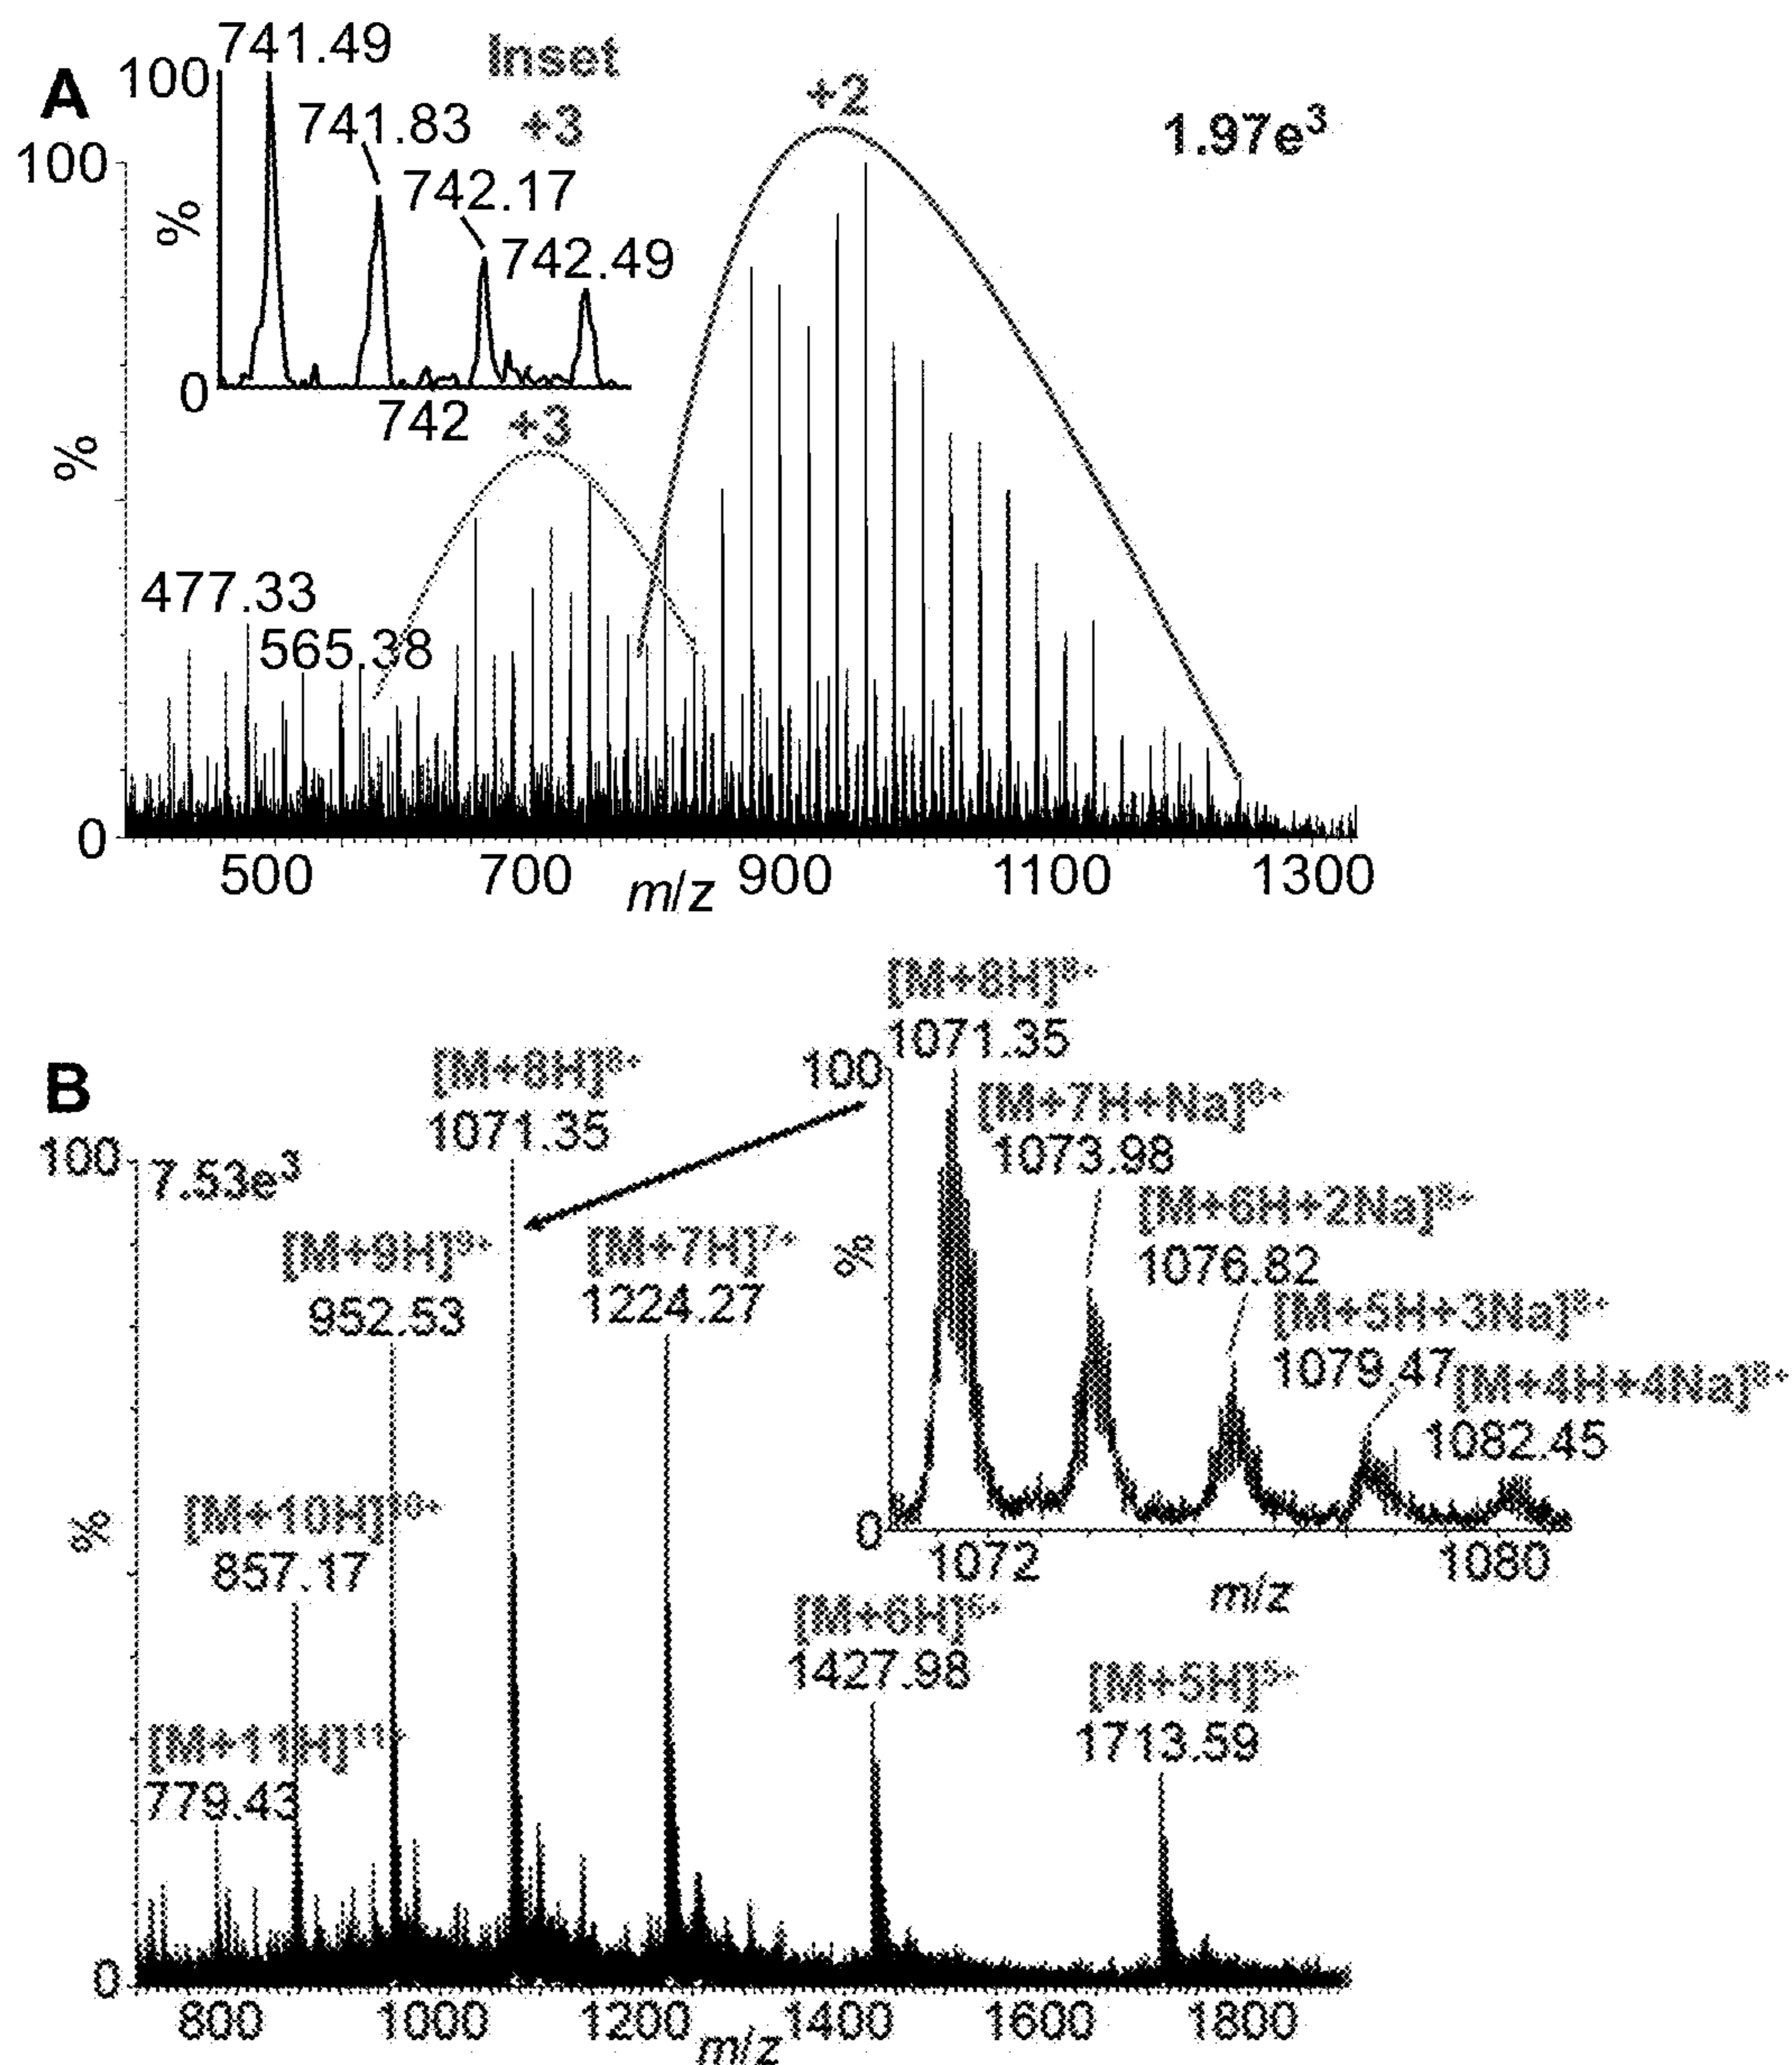 A
741.49
Inset
100
741.83
+3
742.17
742.49
%
0
742
+2
1.97e3
100
+3
%
477.33
565.38
0
500
700
m/z
900
1100
1300
B
[M+8H]8+
1071.35
100
[M+7H+Na]8+
1073.98
[M+6H+2Na]8+
1076.82
[M+5H+3Na]8+
1079.47
[M+4H+4Na]8+
1082.45
%
0
1072
1080
m/z
[M+8H]8+
1071.35
100
7.53e3
[M+9H]9+
952.53
[M+7H]7+
1224.27
[M+10H]10+
857.17
%
[M+6H]6+
1427.98
[M+5H]5+
1713.59
[M+11H]11+
779.43
0
800
1000
1200
m/z
1400
1600
1800